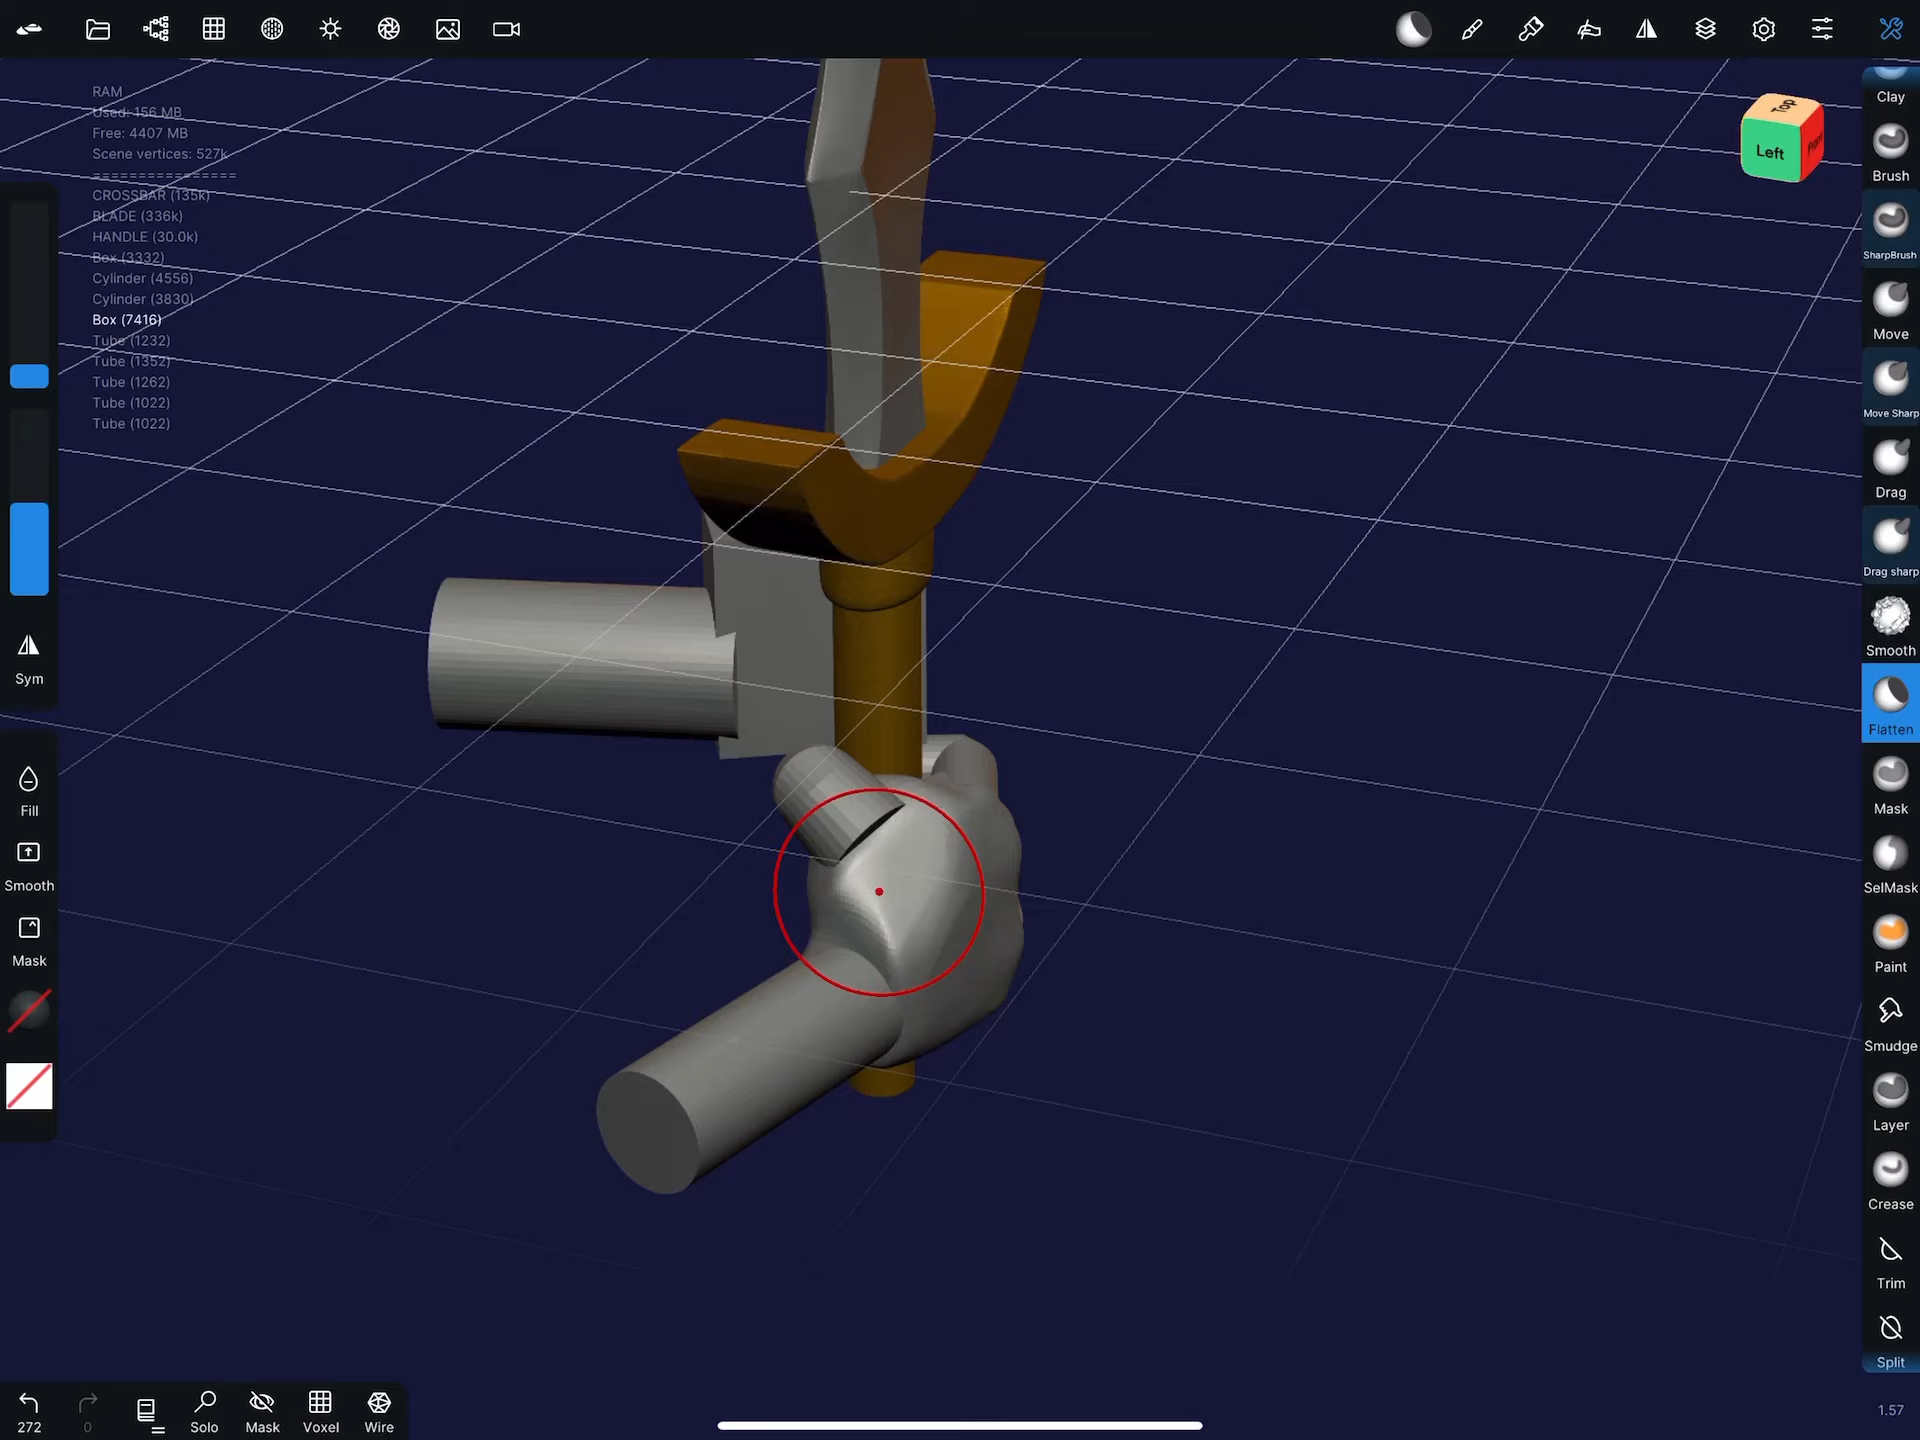 RAM
Used: 156 MB
Free: 4407 MB
Scene vertices: 527k
=================
CROSSBAR (135k)
BLADE (336k)
HANDLE (30.0k)
Box (3332)
Cylinder (4556)
Cylinder (3830)
Box (7416)
Tube (1232)
Tube (1352)
Tube (1262)
Tube (1022)
Tube (1022)
Sym
Fill
Smooth
Mask
Top
Left
Clay
Brush
SharpBrush
Move
Move Sharp
Drag
Drag sharp
Smooth
Flatten
Mask
SelMask
Paint
Smudge
Layer
Crease
Trim
Split
272
0
Solo
Mask
Voxel
Wire
1.57